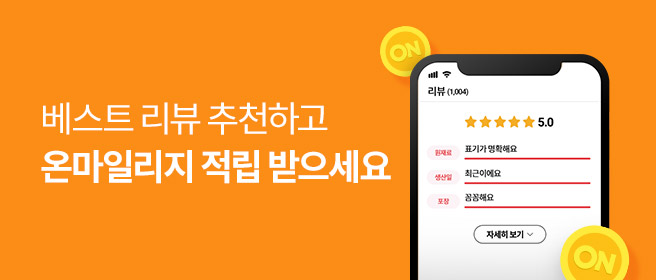 베스트 리뷰 추천하고
온마일리지 적립 받으세요
ON
리뷰 (1,004)
5.0
원재료 표기가 명확해요
생산일 최근이에요
포장 꼼꼼해요
자세히 보기
ON